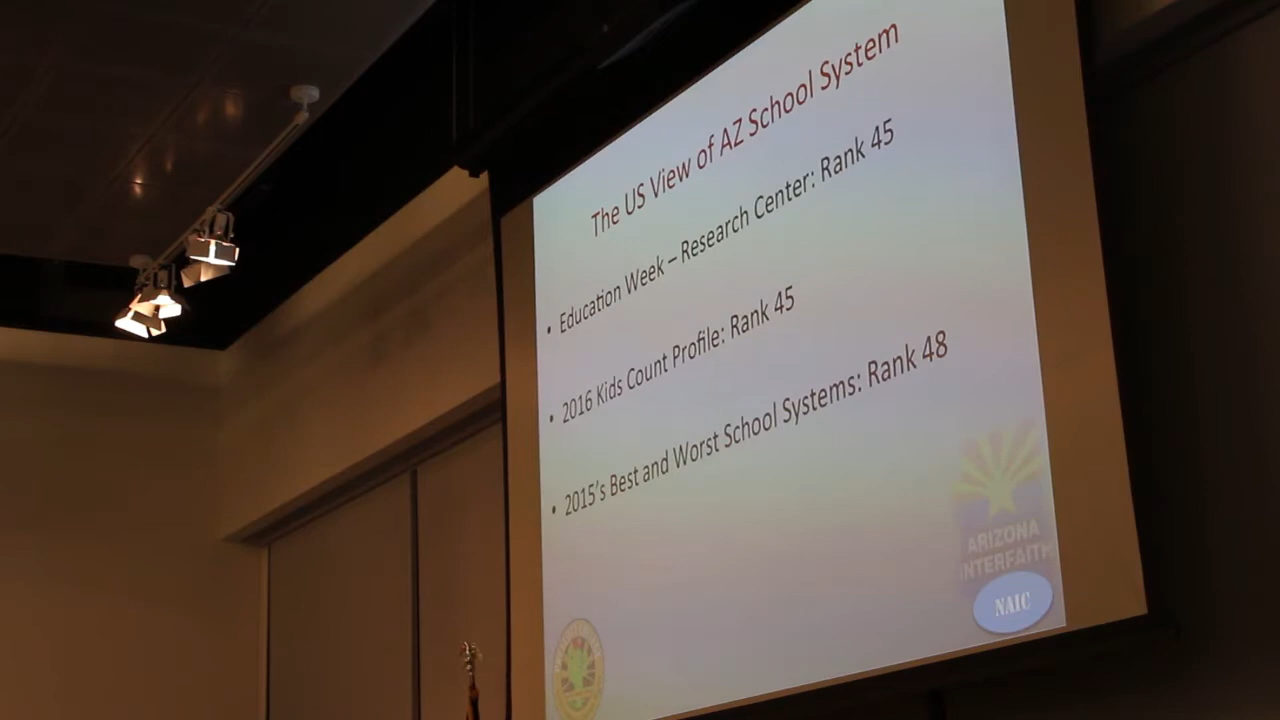 The US View of AZ School System
• Education Week – Research Center: Rank 45
• 2016 Kids Count Profile: Rank 45
• 2015's Best and Worst School Systems: Rank 48
ARIZONA
INTERFAITH
NAIC